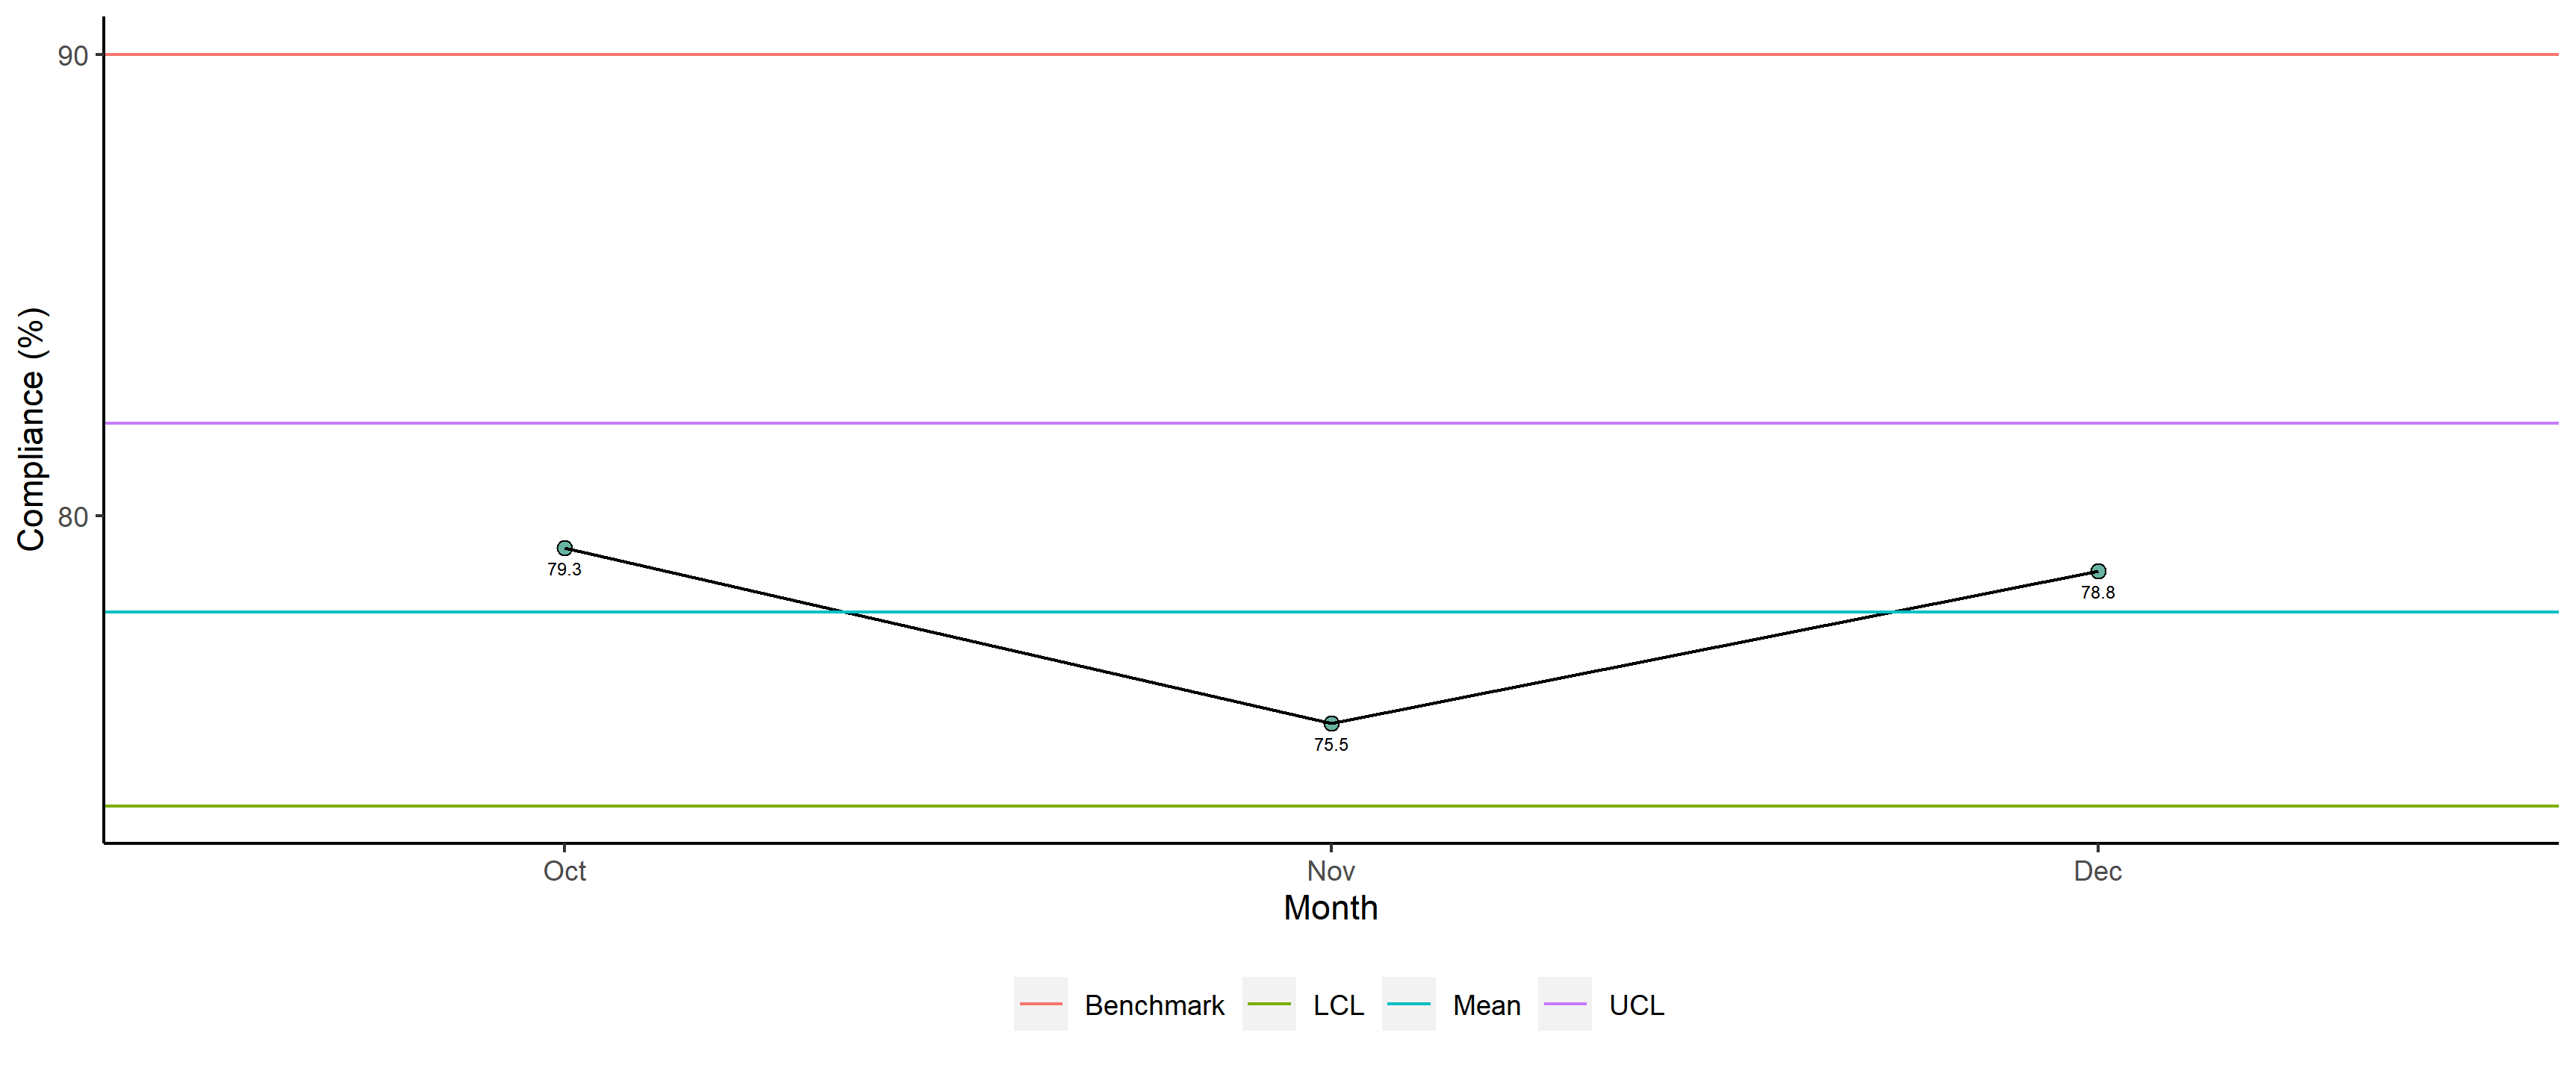 90
80
Compliance (%)
79.3
75.5
78.8
Oct Nov Dec
Month
Benchmark LCL Mean UCL